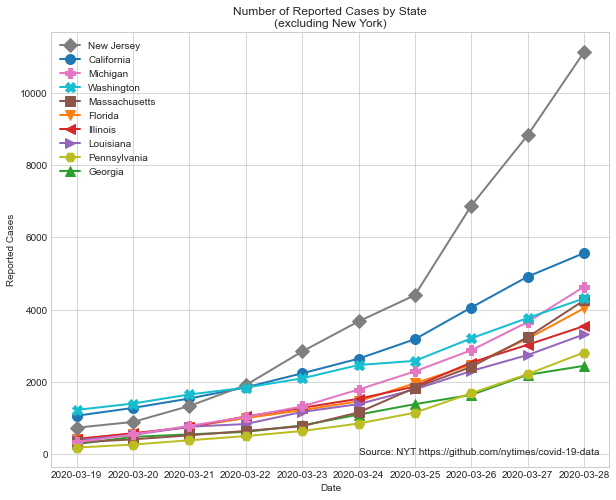 Number of Reported Cases by State
(excluding New York)
New Jersey
California
Michigan
Washington
Massachusetts
Florida
Illinois
Louisiana
Pennsylvania
Georgia
Reported Cases
10000
8000
6000
4000
2000
0
Source: NYT https://github.com/nytimes/covid-19-data
2020-03-19 2020-03-20 2020-03-21 2020-03-22 2020-03-23 2020-03-24 2020-03-25 2020-03-26 2020-03-27 2020-03-28
Date